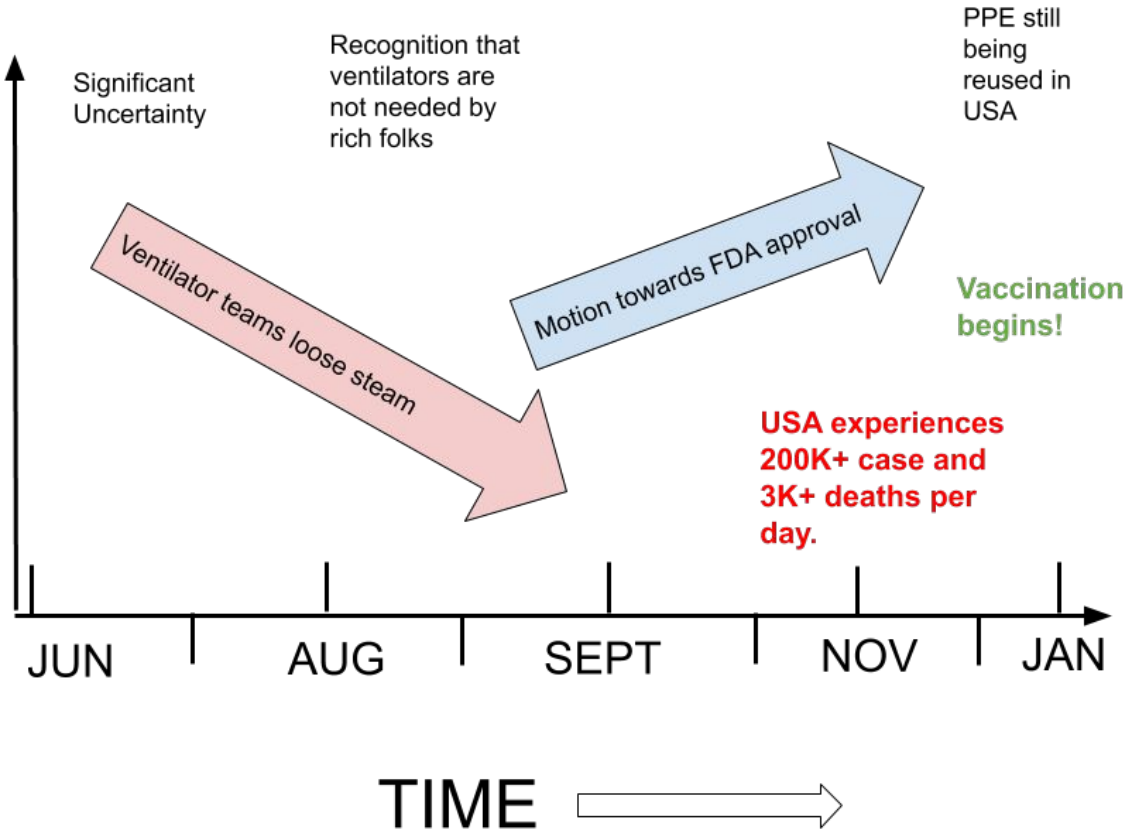 Significant
Uncertainty
Recognition that
ventilators are
not needed by
rich folks
PPE still
being
reused in
USA
Ventilator teams loose steam
Motion towards FDA approval
Vaccination
begins!
USA experiences
200K+ case and
3K+ deaths per
day.
JUN
AUG
SEPT
NOV
JAN
TIME